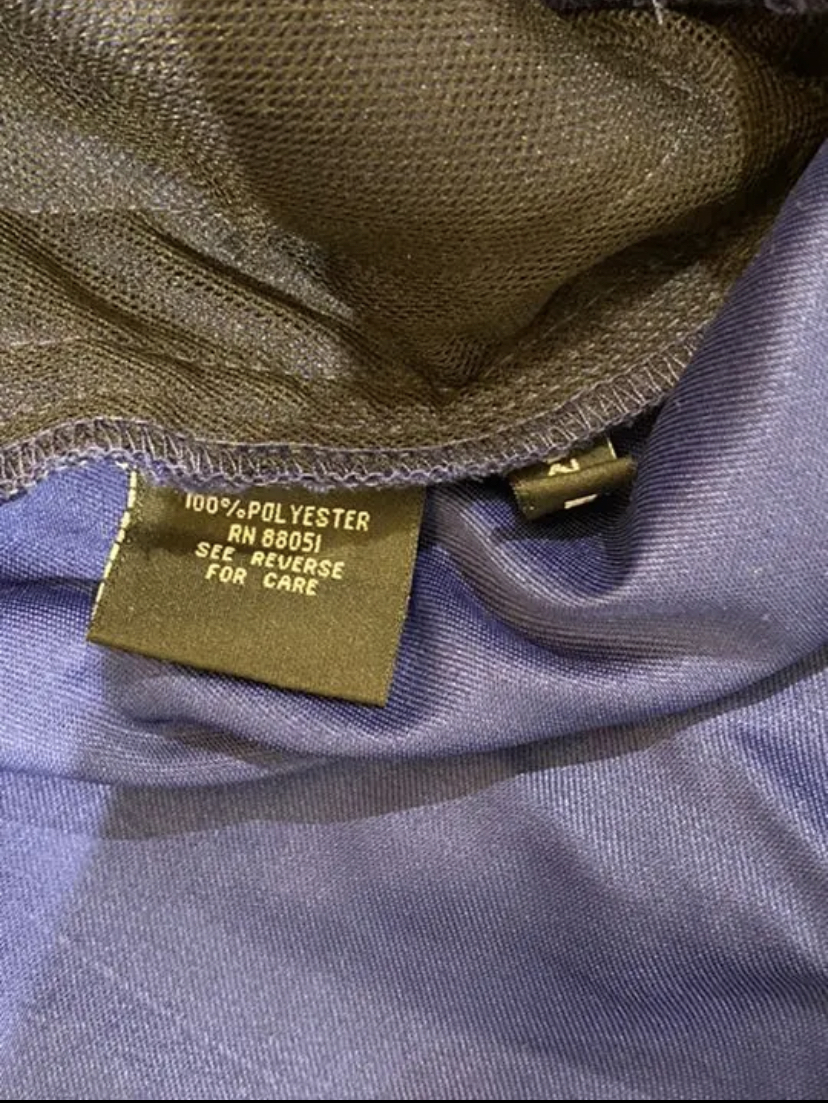 100% POLYESTER
RN 88051
SEE REVERSE
FOR CARE